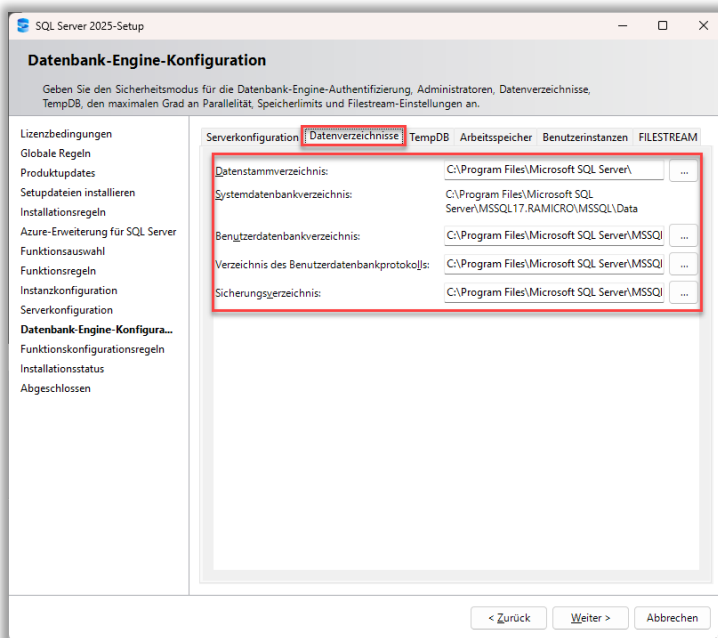 SQL Server 2025-Setup
Datenbank-Engine-Konfiguration
Geben Sie den Sicherheitsmodus für die Datenbank-Engine-Authentifizierung, Administratoren, Datenverzeichnisse,
TempDB, den maximalen Grad an Parallelität, Speicherlimits und Filestream-Einstellungen an.
Lizenzbedingungen
Globale Regeln
Produktupdates
Setupdateien installieren
Installationsregeln
Azure-Erweiterung für SQL Server
Funktionsauswahl
Funktionsregeln
Instanzkonfiguration
Serverkonfiguration
Datenbank-Engine-Konfigura...
Funktionskonfigurationsregeln
Installationsstatus
Abgeschlossen
Serverkonfiguration Datenverzeichnisse TempDB Arbeitsspeicher Benutzerinstanzen FILESTREAM
Datenstammverzeichnis: C:\Program Files\Microsoft SQL Server\ ...
Systemdatenbankverzeichnis: C:\Program Files\Microsoft SQL
Server\MSSQL17.RAMICRO\MSSQL\Data
Benutzerdatenbankverzeichnis: C:\Program Files\Microsoft SQL Server\MSSQl ...
Verzeichnis des Benutzerdatenbankprotokolls: C:\Program Files\Microsoft SQL Server\MSSQl ...
Sicherungsverzeichnis: C:\Program Files\Microsoft SQL Server\MSSQl ...
< Zurück Weiter > Abbrechen